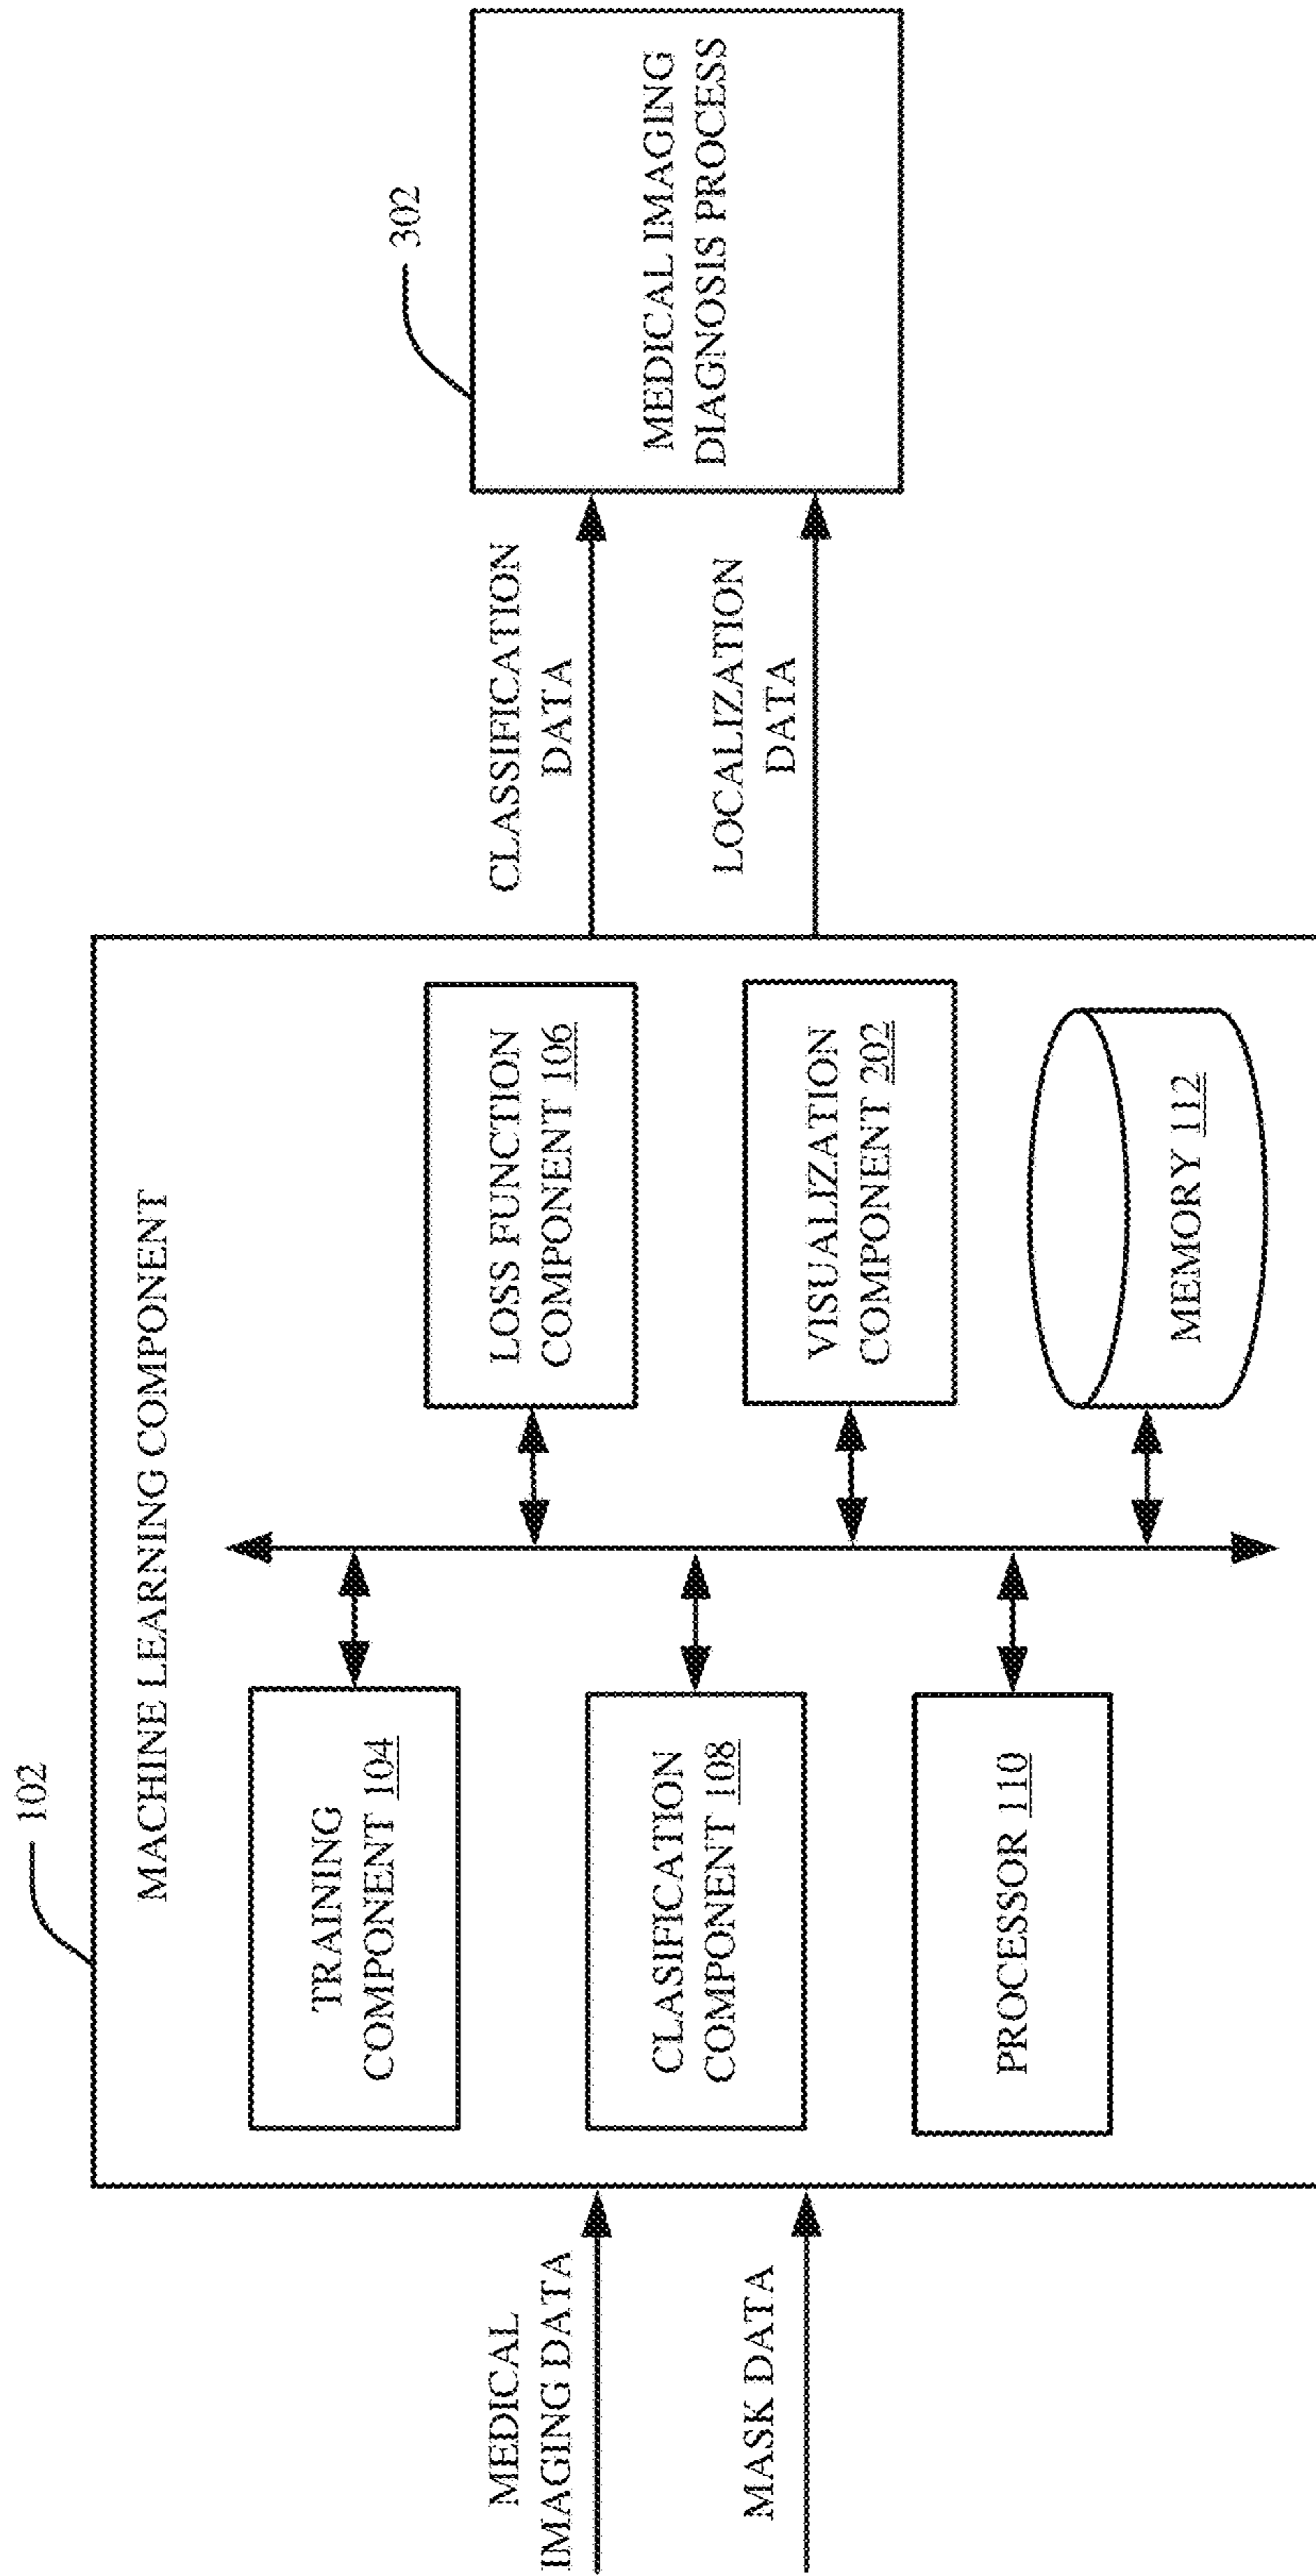 102
MACHINE LEARNING COMPONENT
MEDICAL
IMAGING DATA
MASK DATA
TRAINING
COMPONENT 104
CLASIFICATION
COMPONENT 108
PROCESSOR 110
LOSS FUNCTION
COMPONENT 106
VISUALIZATION
COMPONENT 202
MEMORY 112
CLASSIFICATION
DATA
LOCALIZATION
DATA
302
MEDICAL IMAGING
DIAGNOSIS PROCESS